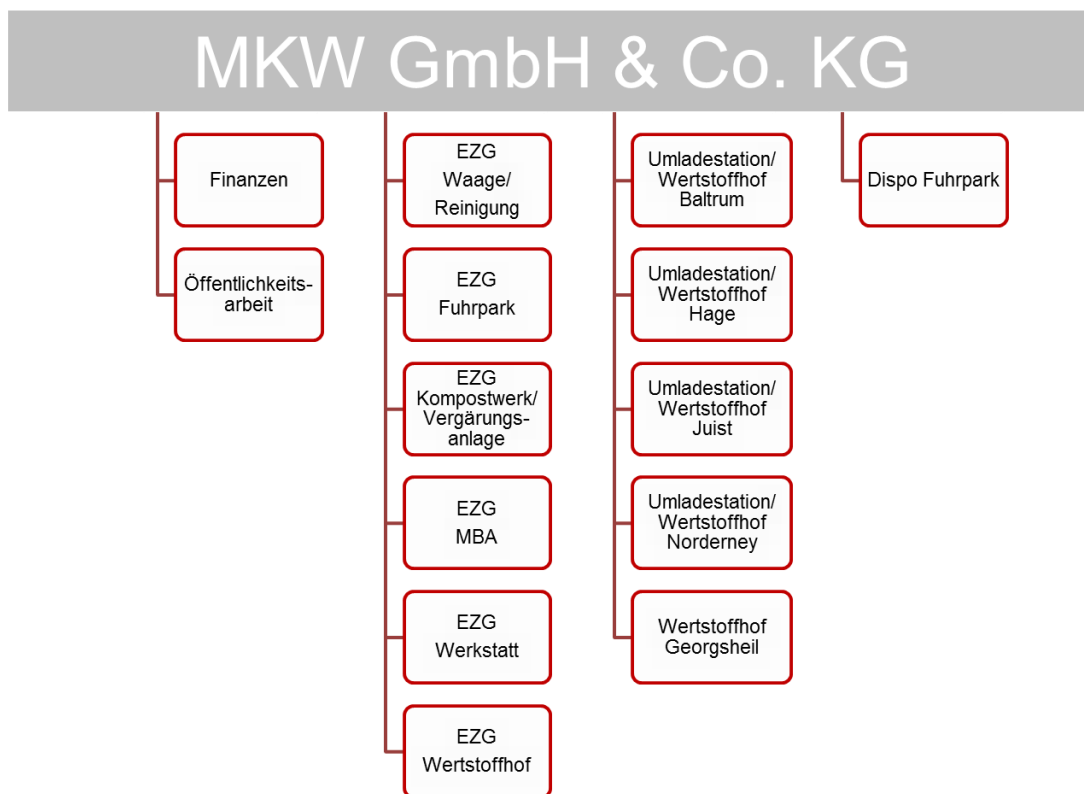 MKW GmbH & Co. KG
Finanzen
Öffentlichkeits-
arbeit
EZG
Waage/
Reinigung
EZG
Fuhrpark
EZG
Kompostwerk/
Vergärungs-
anlage
EZG
MBA
EZG
Werkstatt
EZG
Wertstoffhof
Umladestation/
Wertstoffhof
Baltrum
Umladestation/
Wertstoffhof
Hage
Umladestation/
Wertstoffhof
Juist
Umladestation/
Wertstoffhof
Norderney
Wertstoffhof
Georgsheil
Dispo Fuhrpark